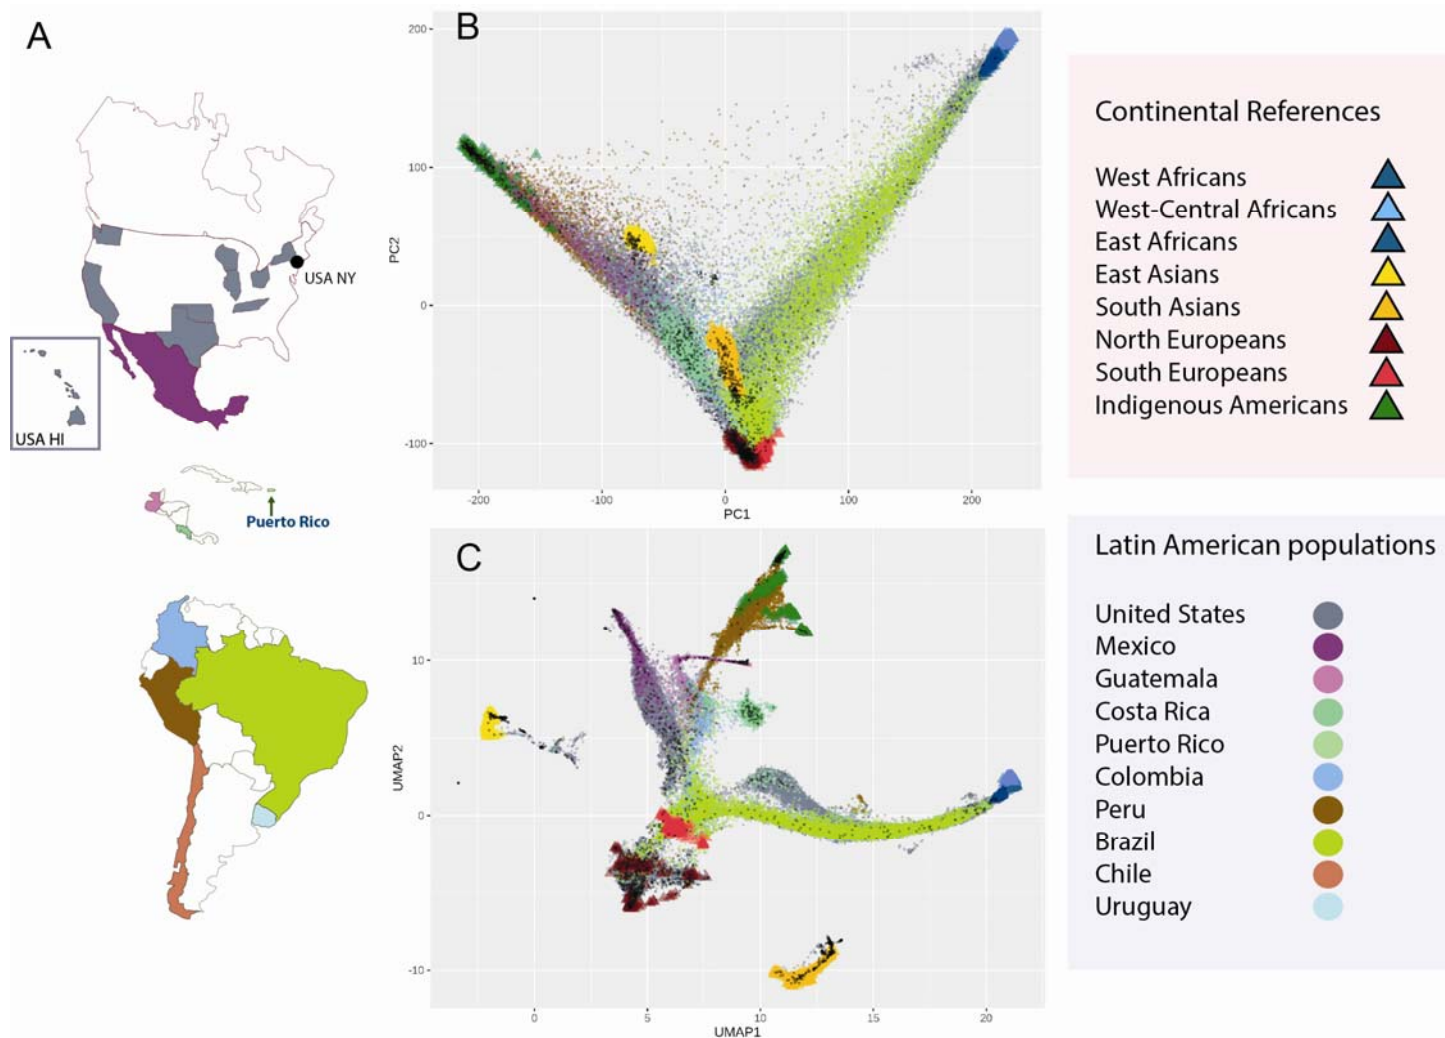 A
USA NY
USA HI
Puerto Rico
B
200
100
0
-100
PC2
-200
-100
0
100
200
PC1
C
10
0
-10
UMAP2
0
5
10
15
20
UMAP1
Continental References
West Africans
West-Central Africans
East Africans
East Asians
South Asians
North Europeans
South Europeans
Indigenous Americans
Latin American populations
United States
Mexico
Guatemala
Costa Rica
Puerto Rico
Colombia
Peru
Brazil
Chile
Uruguay